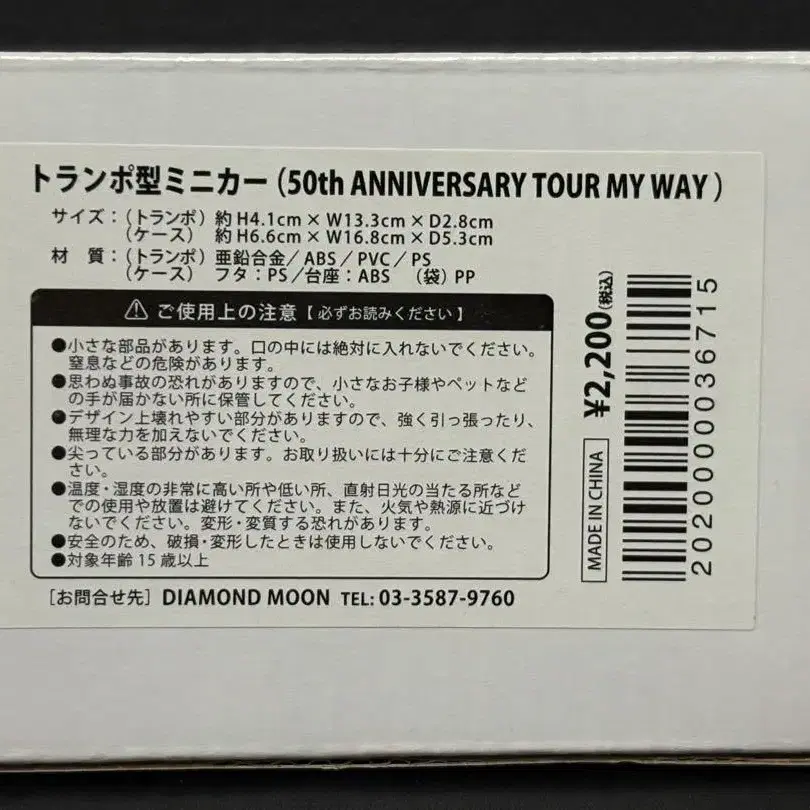 トランポ型ミニカー（50th ANNIVERSARY TOUR MY WAY）
サイズ：（トランポ）約 H4.1cm × W13.3cm × D2.8cm
（ケース）約 H6.6cm × W16.8cm × D5.3cm
材　質：（トランポ）亜鉛合金／ABS／PVC／PS
（ケース）フタ：PS／台座：ABS　（袋）PP
⚠ ご使用上の注意【 必ずお読みください 】
●小さな部品があります。口の中には絶対に入れないでください。
窒息などの危険があります。
●思わぬ事故の恐れがありますので、小さなお子様やペットなど
の手が届かない所に保管してください。
●デザイン上壊れやすい部分がありますので、強く引っ張ったり、
無理な力を加えないでください。
●尖っている部分があります。お取り扱いには十分にご注意くだ
さい。
●温度・湿度の非常に高い所や低い所、直射日光の当たる所など
での使用や放置は避けてください。また、火気や熱源に近づけ
ないでください。変形・変質する恐れがあります。
●安全のため、破損・変形したときは使用しないでください。
●対象年齢 15 歳以上
［お問合せ先］ DIAMOND MOON TEL: 03-3587-9760
¥2,200(税込)
MADE IN CHINA
2020000036715